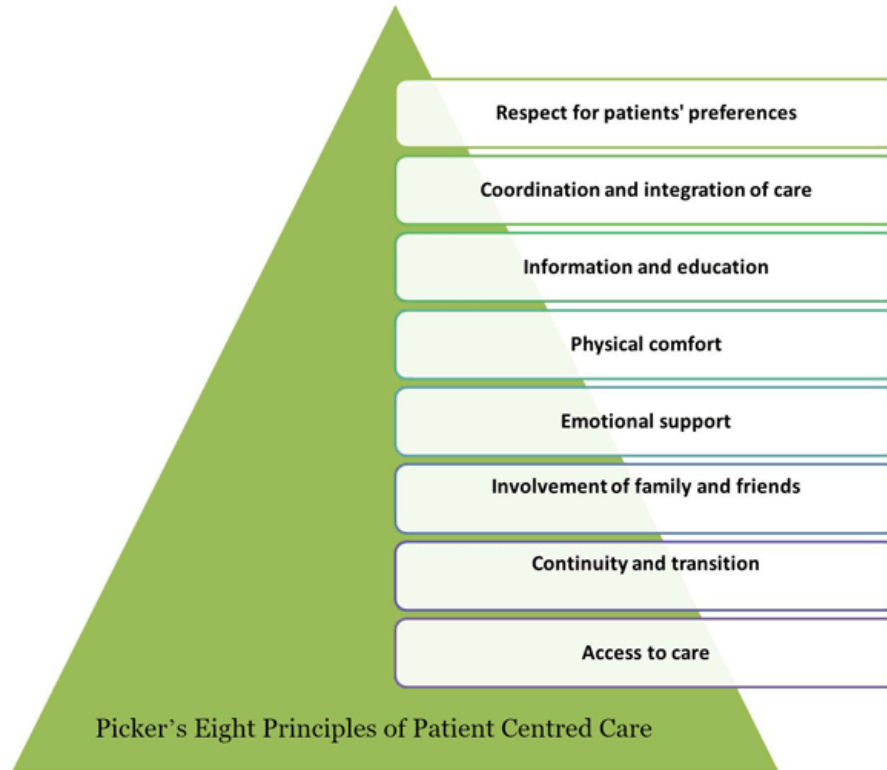 Respect for patients' preferences
Coordination and integration of care
Information and education
Physical comfort
Emotional support
Involvement of family and friends
Continuity and transition
Access to care
Picker’s Eight Principles of Patient Centred Care